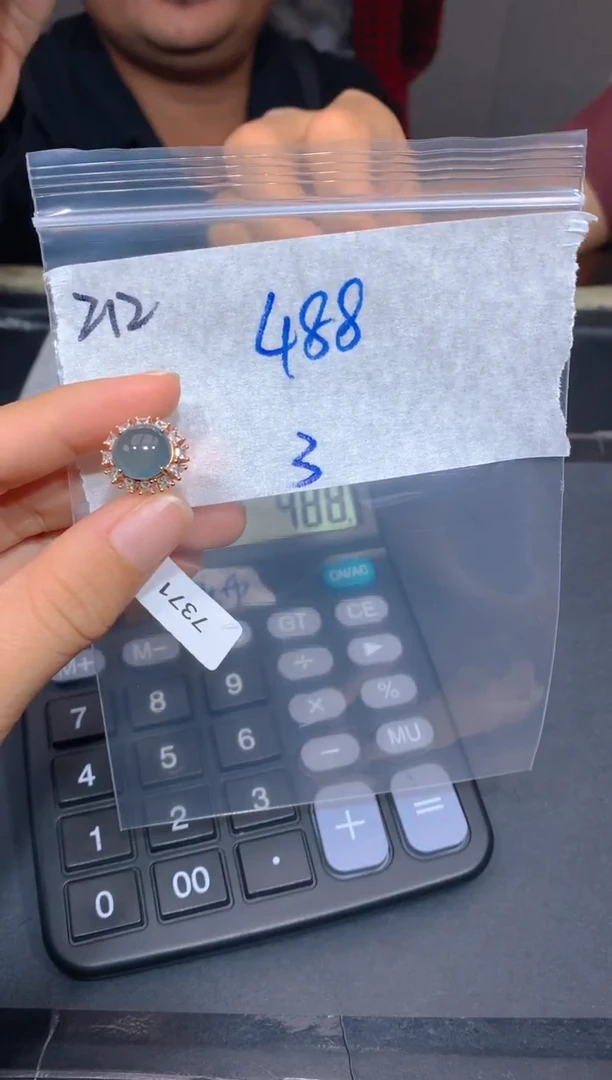 212
488
3
488.
7371
ON/AC
GT CE
M+ M- ÷ ▶
7 8 9 × %
4 5 6 - MU
1 2 3 + =
0 00 .